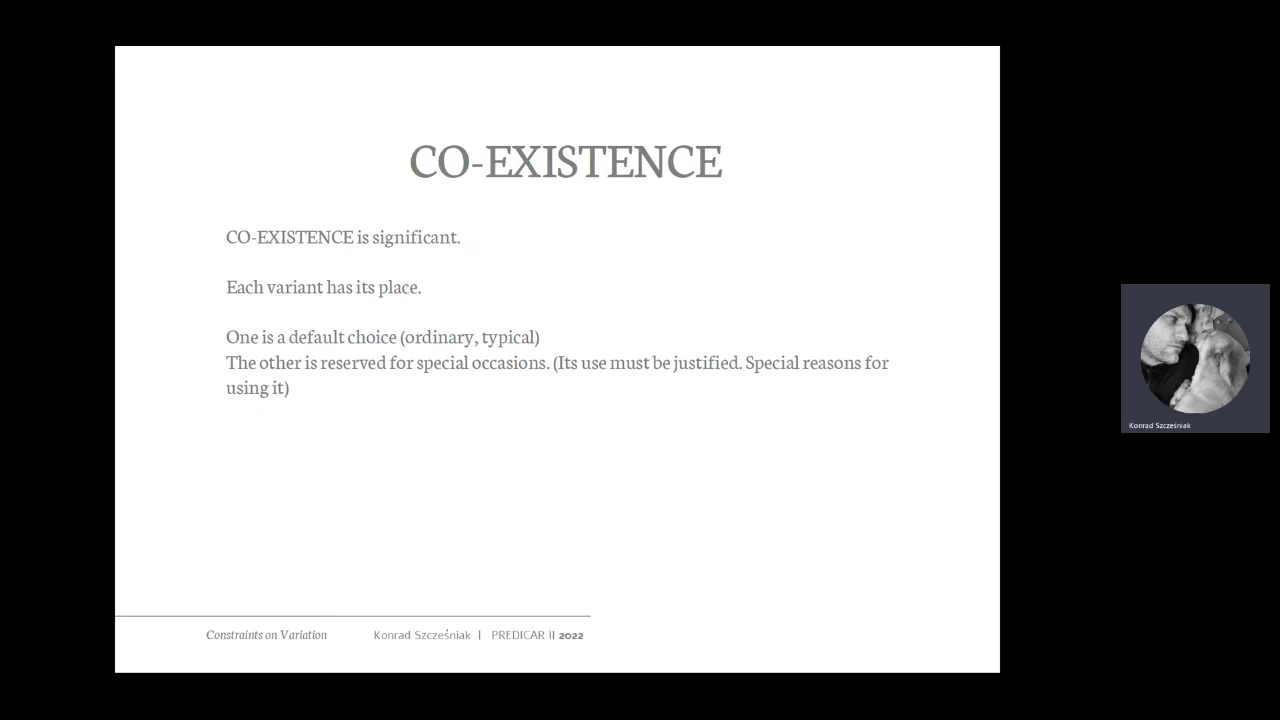 CO-EXISTENCE
CO-EXISTENCE is significant.
Each variant has its place.
One is a default choice (ordinary, typical)
The other is reserved for special occasions. (Its use must be justified. Special reasons for
using it)
Constraints on Variation Konrad Szcześniak | PREDICAR II 2022
Konrad Szcześniak